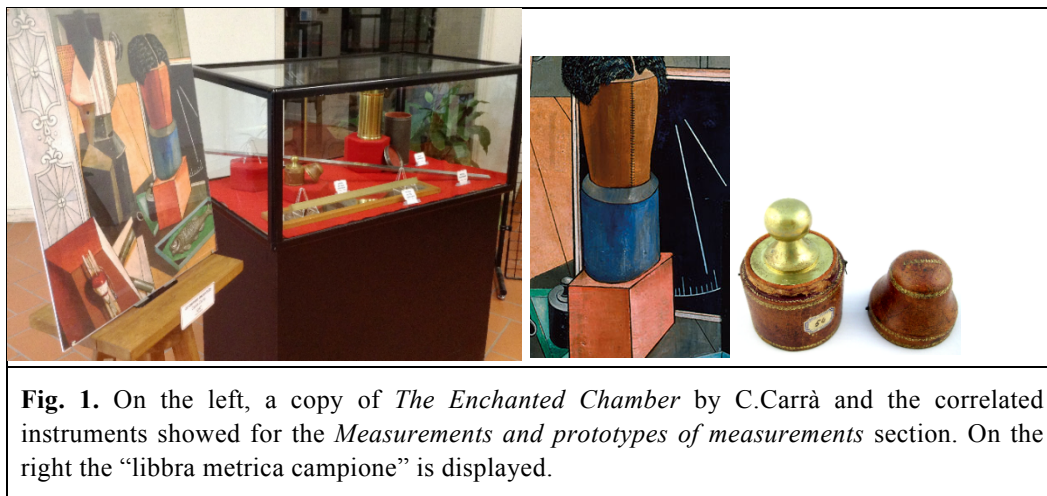 54
Fig. 1. On the left, a copy of The Enchanted Chamber by C.Carrà and the correlated
instruments showed for the Measurements and prototypes of measurements section. On the
right the “libbra metrica campione” is displayed.